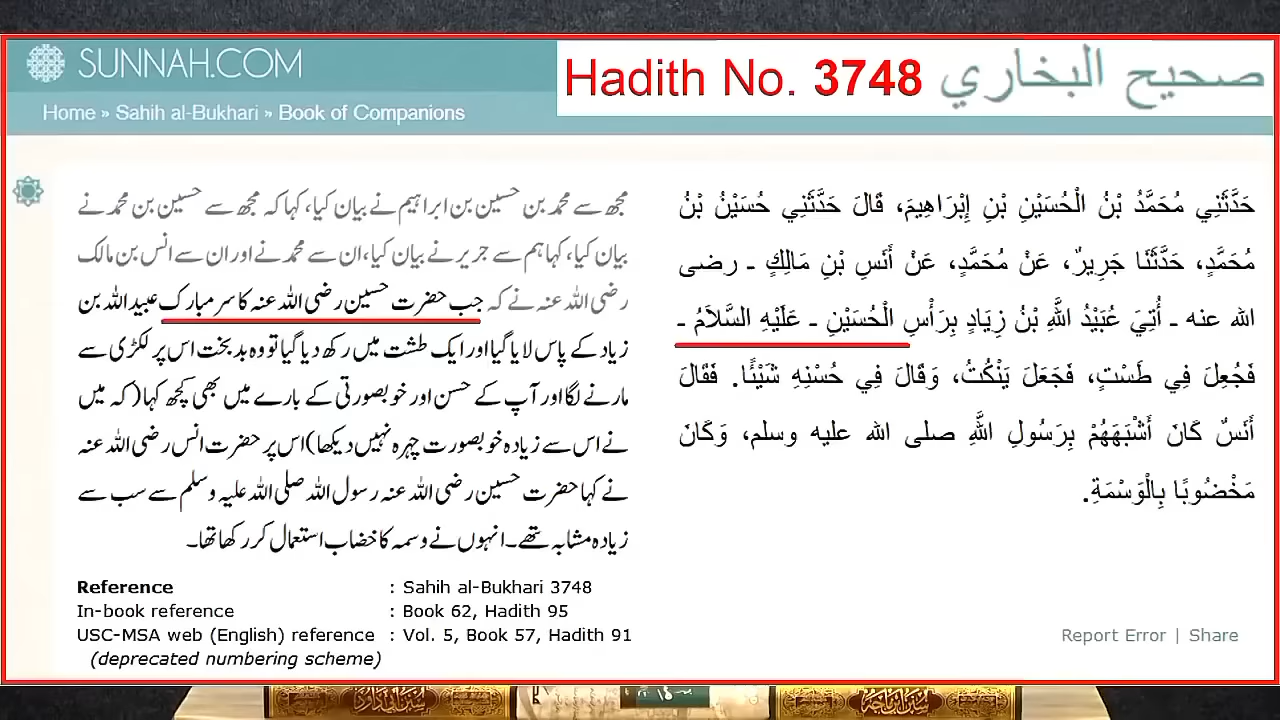 SUNNAH.COM
Hadith No. 3748
صحيح البخاري
Home » Sahih al-Bukhari » Book of Companions
حَدَّثَنِي مُحَمَّدُ بْنُ الْحُسَيْنِ بْنِ إِبْرَاهِيمَ، قَالَ حَدَّثَنِي حُسَيْنُ بْنُ
مُحَمَّدٍ، حَدَّثَنَا جَرِيرٌ، عَنْ مُحَمَّدٍ، عَنْ أَنَسِ بْنِ مَالِكٍ ـ رضى
الله عنه ـ أُتِيَ عُبَيْدُ اللَّهِ بْنُ زِيَادٍ بِرَأْسِ الْحُسَيْنِ ـ عَلَيْهِ السَّلاَمُ ـ
فَجُعِلَ فِي طَسْتٍ، فَجَعَلَ يَنْكُتُ، وَقَالَ فِي حُسْنِهِ شَيْئًا‏.‏ فَقَالَ
أَنَسٌ كَانَ أَشْبَهَهُمْ بِرَسُولِ اللَّهِ صلى الله عليه وسلم، وَكَانَ
مَخْضُوبًا بِالْوَسْمَةِ‏.‏
مجھ سے محمد بن حسین بن ابراہیم نے بیان کیا، کہا کہ مجھ سے حسین بن محمد نے
بیان کیا، کہا ہم سے جریر نے بیان کیا، ان سے محمد نے اور ان سے انس بن مالک
رضی اللہ عنہ نے کہ جب حضرت حسین رضی اللہ عنہ کا سر مبارک عبیداللہ بن
زیاد کے پاس لایا گیا اور ایک طشت میں رکھ دیا گیا تو وہ بدبخت اس پر لکڑی سے
مارنے لگا اور آپ کے حسن اور خوبصورتی کے بارے میں بھی کچھ کہا (کہ میں
نے اس سے زیادہ خوبصورت چہرہ نہیں دیکھا) اس پر حضرت انس رضی اللہ عنہ
نے کہا حضرت حسین رضی اللہ عنہ رسول اللہ صلی اللہ علیہ وسلم سے سب سے
زیادہ مشابہ تھے۔ انہوں نے وسمہ کا خضاب استعمال کر رکھا تھا۔
Reference : Sahih al-Bukhari 3748
In-book reference : Book 62, Hadith 95
USC-MSA web (English) reference : Vol. 5, Book 57, Hadith 91
(deprecated numbering scheme)
Report Error | Share
سنن ابی داود
سنن ابن ماجہ